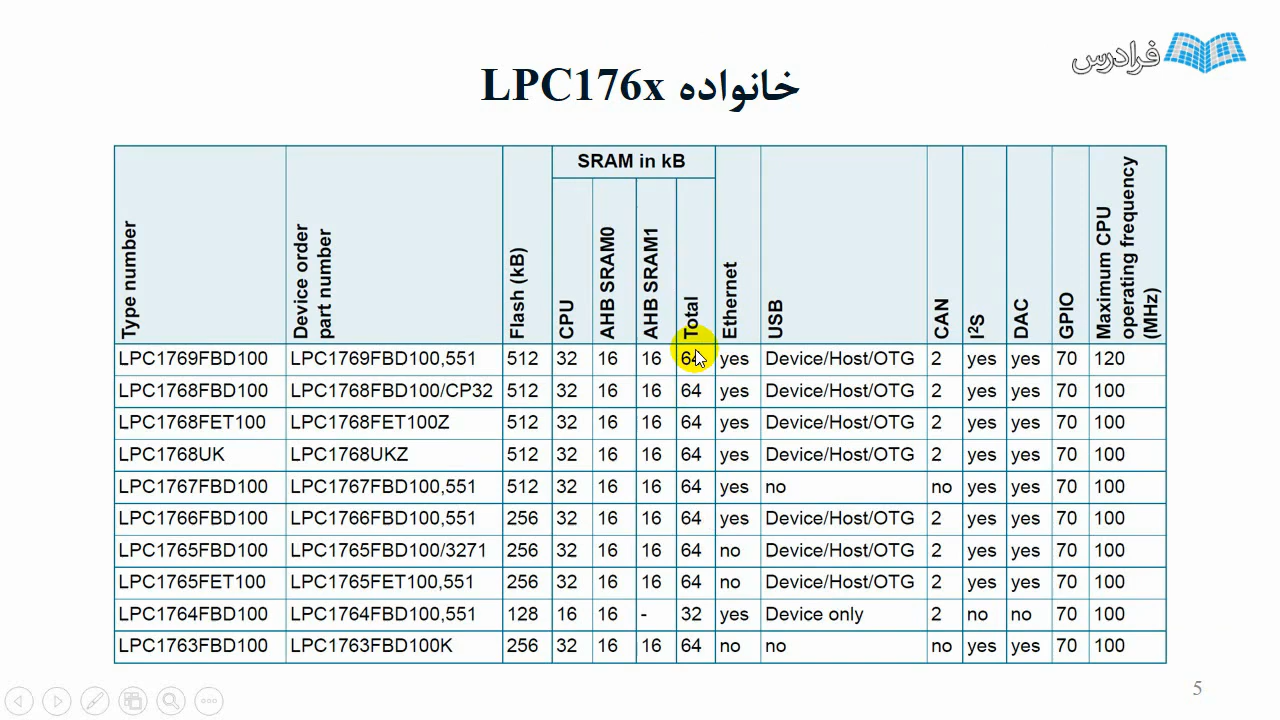 فرادرس
خانواده LPC176x
Type number Device order part number Flash (kB) SRAM in kB CPU AHB SRAM0 AHB SRAM1 Total Ethernet USB CAN I²S DAC GPIO Maximum CPU operating frequency (MHz)
LPC1769FBD100 LPC1769FBD100,551 512 32 16 16 64 yes Device/Host/OTG 2 yes yes 70 120
LPC1768FBD100 LPC1768FBD100/CP32 512 32 16 16 64 yes Device/Host/OTG 2 yes yes 70 100
LPC1768FET100 LPC1768FET100Z 512 32 16 16 64 yes Device/Host/OTG 2 yes yes 70 100
LPC1768UK LPC1768UKZ 512 32 16 16 64 yes Device/Host/OTG 2 yes yes 70 100
LPC1767FBD100 LPC1767FBD100,551 512 32 16 16 64 yes no no yes yes 70 100
LPC1766FBD100 LPC1766FBD100,551 256 32 16 16 64 yes Device/Host/OTG 2 yes yes 70 100
LPC1765FBD100 LPC1765FBD100/3271 256 32 16 16 64 no Device/Host/OTG 2 yes yes 70 100
LPC1765FET100 LPC1765FET100,551 256 32 16 16 64 no Device/Host/OTG 2 yes yes 70 100
LPC1764FBD100 LPC1764FBD100,551 128 16 16 - 32 yes Device only 2 no no 70 100
LPC1763FBD100 LPC1763FBD100K 256 32 16 16 64 no no no yes yes 70 100
5